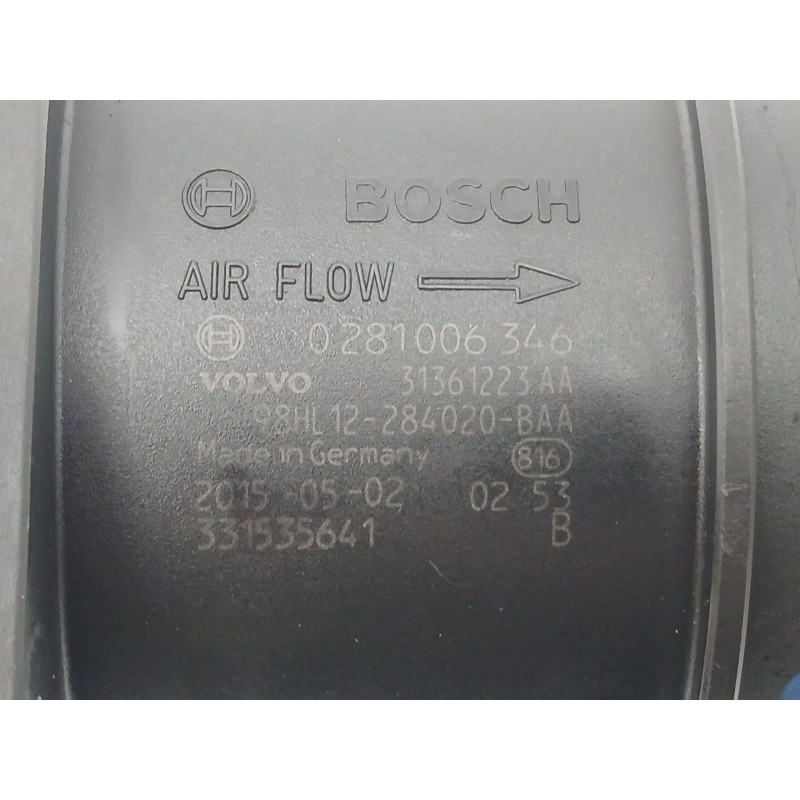 BOSCH
AIR FLOW
0 281 006 346
VOLVO 31361223 AA
98HL12-284020-BAA
Made in Germany 816
2015-05-02 02 53
331535641 B